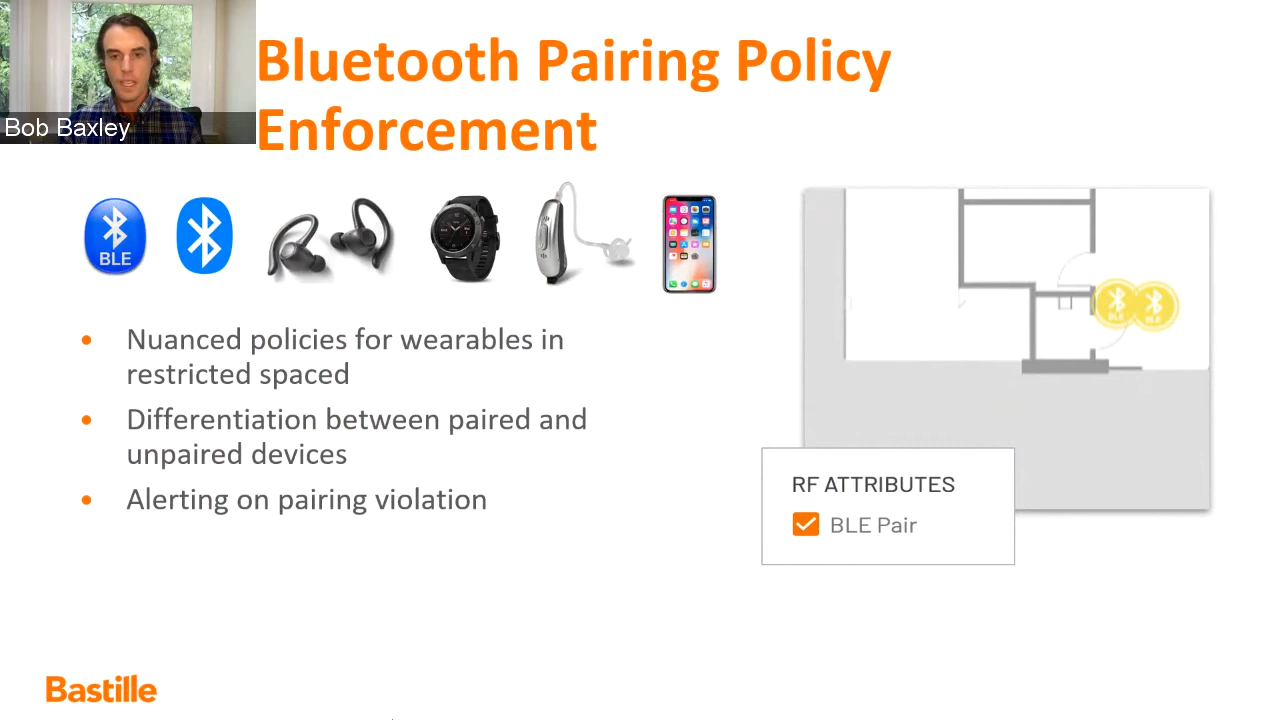 Bob Baxley
Bluetooth Pairing Policy
Enforcement
BLE
• Nuanced policies for wearables in
restricted spaced
• Differentiation between paired and
unpaired devices
• Alerting on pairing violation
BLE BLE
RF ATTRIBUTES
BLE Pair
Bastille